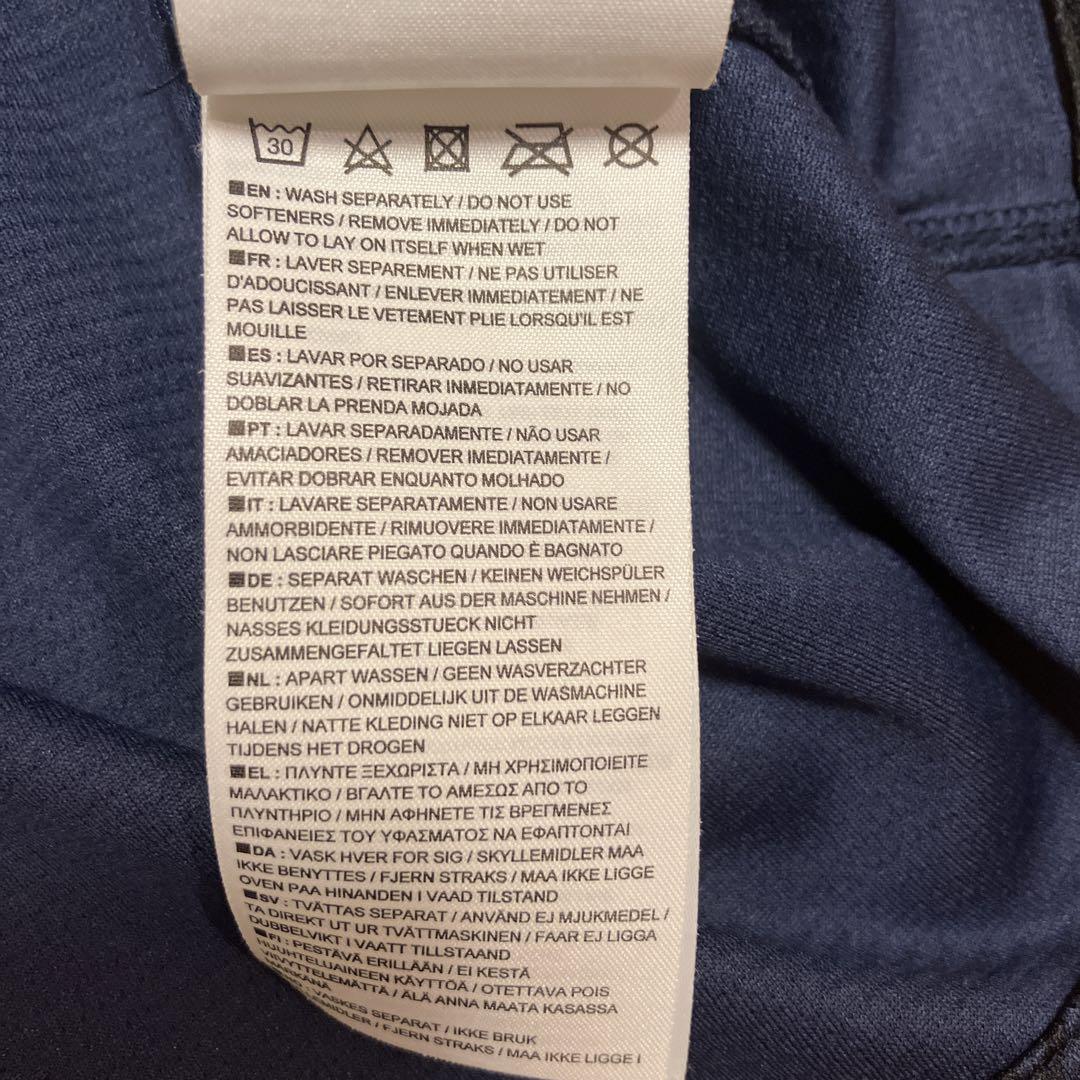 30
EN : WASH SEPARATELY / DO NOT USE
SOFTENERS / REMOVE IMMEDIATELY / DO NOT
ALLOW TO LAY ON ITSELF WHEN WET
FR : LAVER SEPAREMENT / NE PAS UTILISER
D'ADOUCISSANT / ENLEVER IMMEDIATEMENT / NE
PAS LAISSER LE VETEMENT PLIE LORSQU'IL EST
MOUILLE
ES : LAVAR POR SEPARADO / NO USAR
SUAVIZANTES / RETIRAR INMEDIATAMENTE / NO
DOBLAR LA PRENDA MOJADA
PT : LAVAR SEPARADAMENTE / NÃO USAR
AMACIADORES / REMOVER IMEDIATAMENTE /
EVITAR DOBRAR ENQUANTO MOLHADO
IT : LAVARE SEPARATAMENTE / NON USARE
AMMORBIDENTE / RIMUOVERE IMMEDIATAMENTE /
NON LASCIARE PIEGATO QUANDO È BAGNATO
DE : SEPARAT WASCHEN / KEINEN WEICHSPÜLER
BENUTZEN / SOFORT AUS DER MASCHINE NEHMEN /
NASSES KLEIDUNGSSTUECK NICHT
ZUSAMMENGEFALTET LIEGEN LASSEN
NL : APART WASSEN / GEEN WASVERZACHTER
GEBRUIKEN / ONMIDDELIJK UIT DE WASMACHINE
HALEN / NATTE KLEDING NIET OP ELKAAR LEGGEN
TIJDENS HET DROGEN
EL : ΠΛΥΝΤΕ ΞΕΧΩΡΙΣΤΑ / ΜΗ ΧΡΗΣΙΜΟΠΟΙΕΙΤΕ
ΜΑΛΑΚΤΙΚΟ / ΒΓΑΛΤΕ ΤΟ ΑΜΕΣΩΣ ΑΠΟ ΤΟ
ΠΛΥΝΤΗΡΙΟ / ΜΗΝ ΑΦΗΝΕΤΕ ΤΙΣ ΒΡΕΓΜΕΝΕΣ
ΕΠΙΦΑΝΕΙΕΣ ΤΟΥ ΥΦΑΣΜΑΤΟΣ ΝΑ ΕΦΑΠΤΟΝΤΑΙ
DA : VASK HVER FOR SIG / SKYLLEMIDLER MAA
IKKE BENYTTES / FJERN STRAKS / MAA IKKE LIGGE
OVEN PAA HINANDEN I VAAD TILSTAND
SV : TVÄTTAS SEPARAT / ANVÄND EJ MJUKMEDEL /
TA DIREKT UT UR TVÄTTMASKINEN / FAAR EJ LIGGA
DUBBELVIKT I VAATT TILLSTAAND
FI : PESTÄVÄ ERILLÄÄN / EI KESTÄ
HUUHTELUAINEEN KÄYTTÖÄ / OTETTAVA POIS
VIIVYTTELEMÄTTÄ / ÄLÄ ANNA MAATA KASASSA
MÄRKÄNÄ
VASKES SEPARAT / IKKE BRUK
/ FJERN STRAKS / MAA IKKE LIGGE I